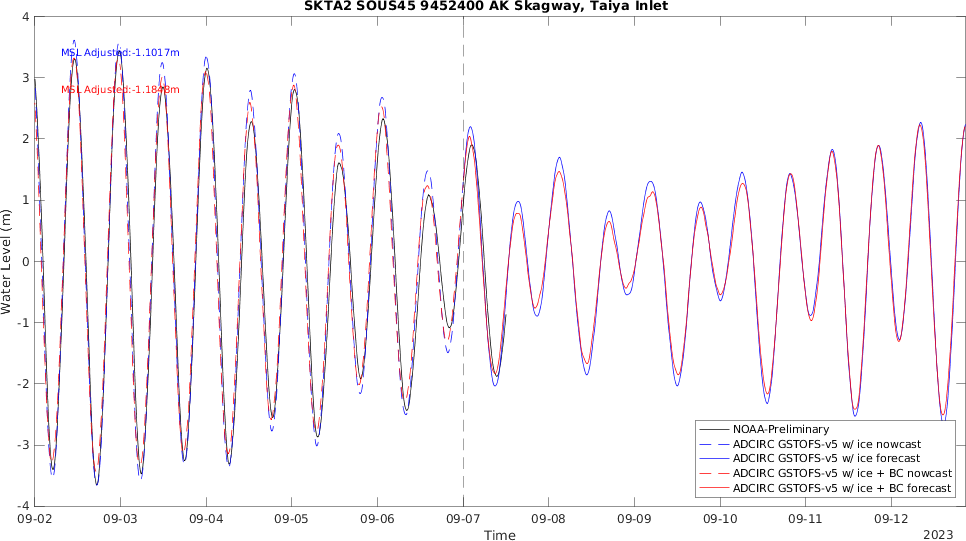 SKTA2 SOUS45 9452400 AK Skagway, Taiya Inlet
4
3
2
1
0
-1
-2
-3
-4
Water Level (m)
MSL Adjusted:-1.1017m
MSL Adjusted:-1.1848m
NOAA-Preliminary
ADCIRC GSTOFS-v5 w/ ice nowcast
ADCIRC GSTOFS-v5 w/ ice forecast
ADCIRC GSTOFS-v5 w/ ice + BC nowcast
ADCIRC GSTOFS-v5 w/ ice + BC forecast
09-02 09-03 09-04 09-05 09-06 09-07 09-08 09-09 09-10 09-11 09-12
Time
2023